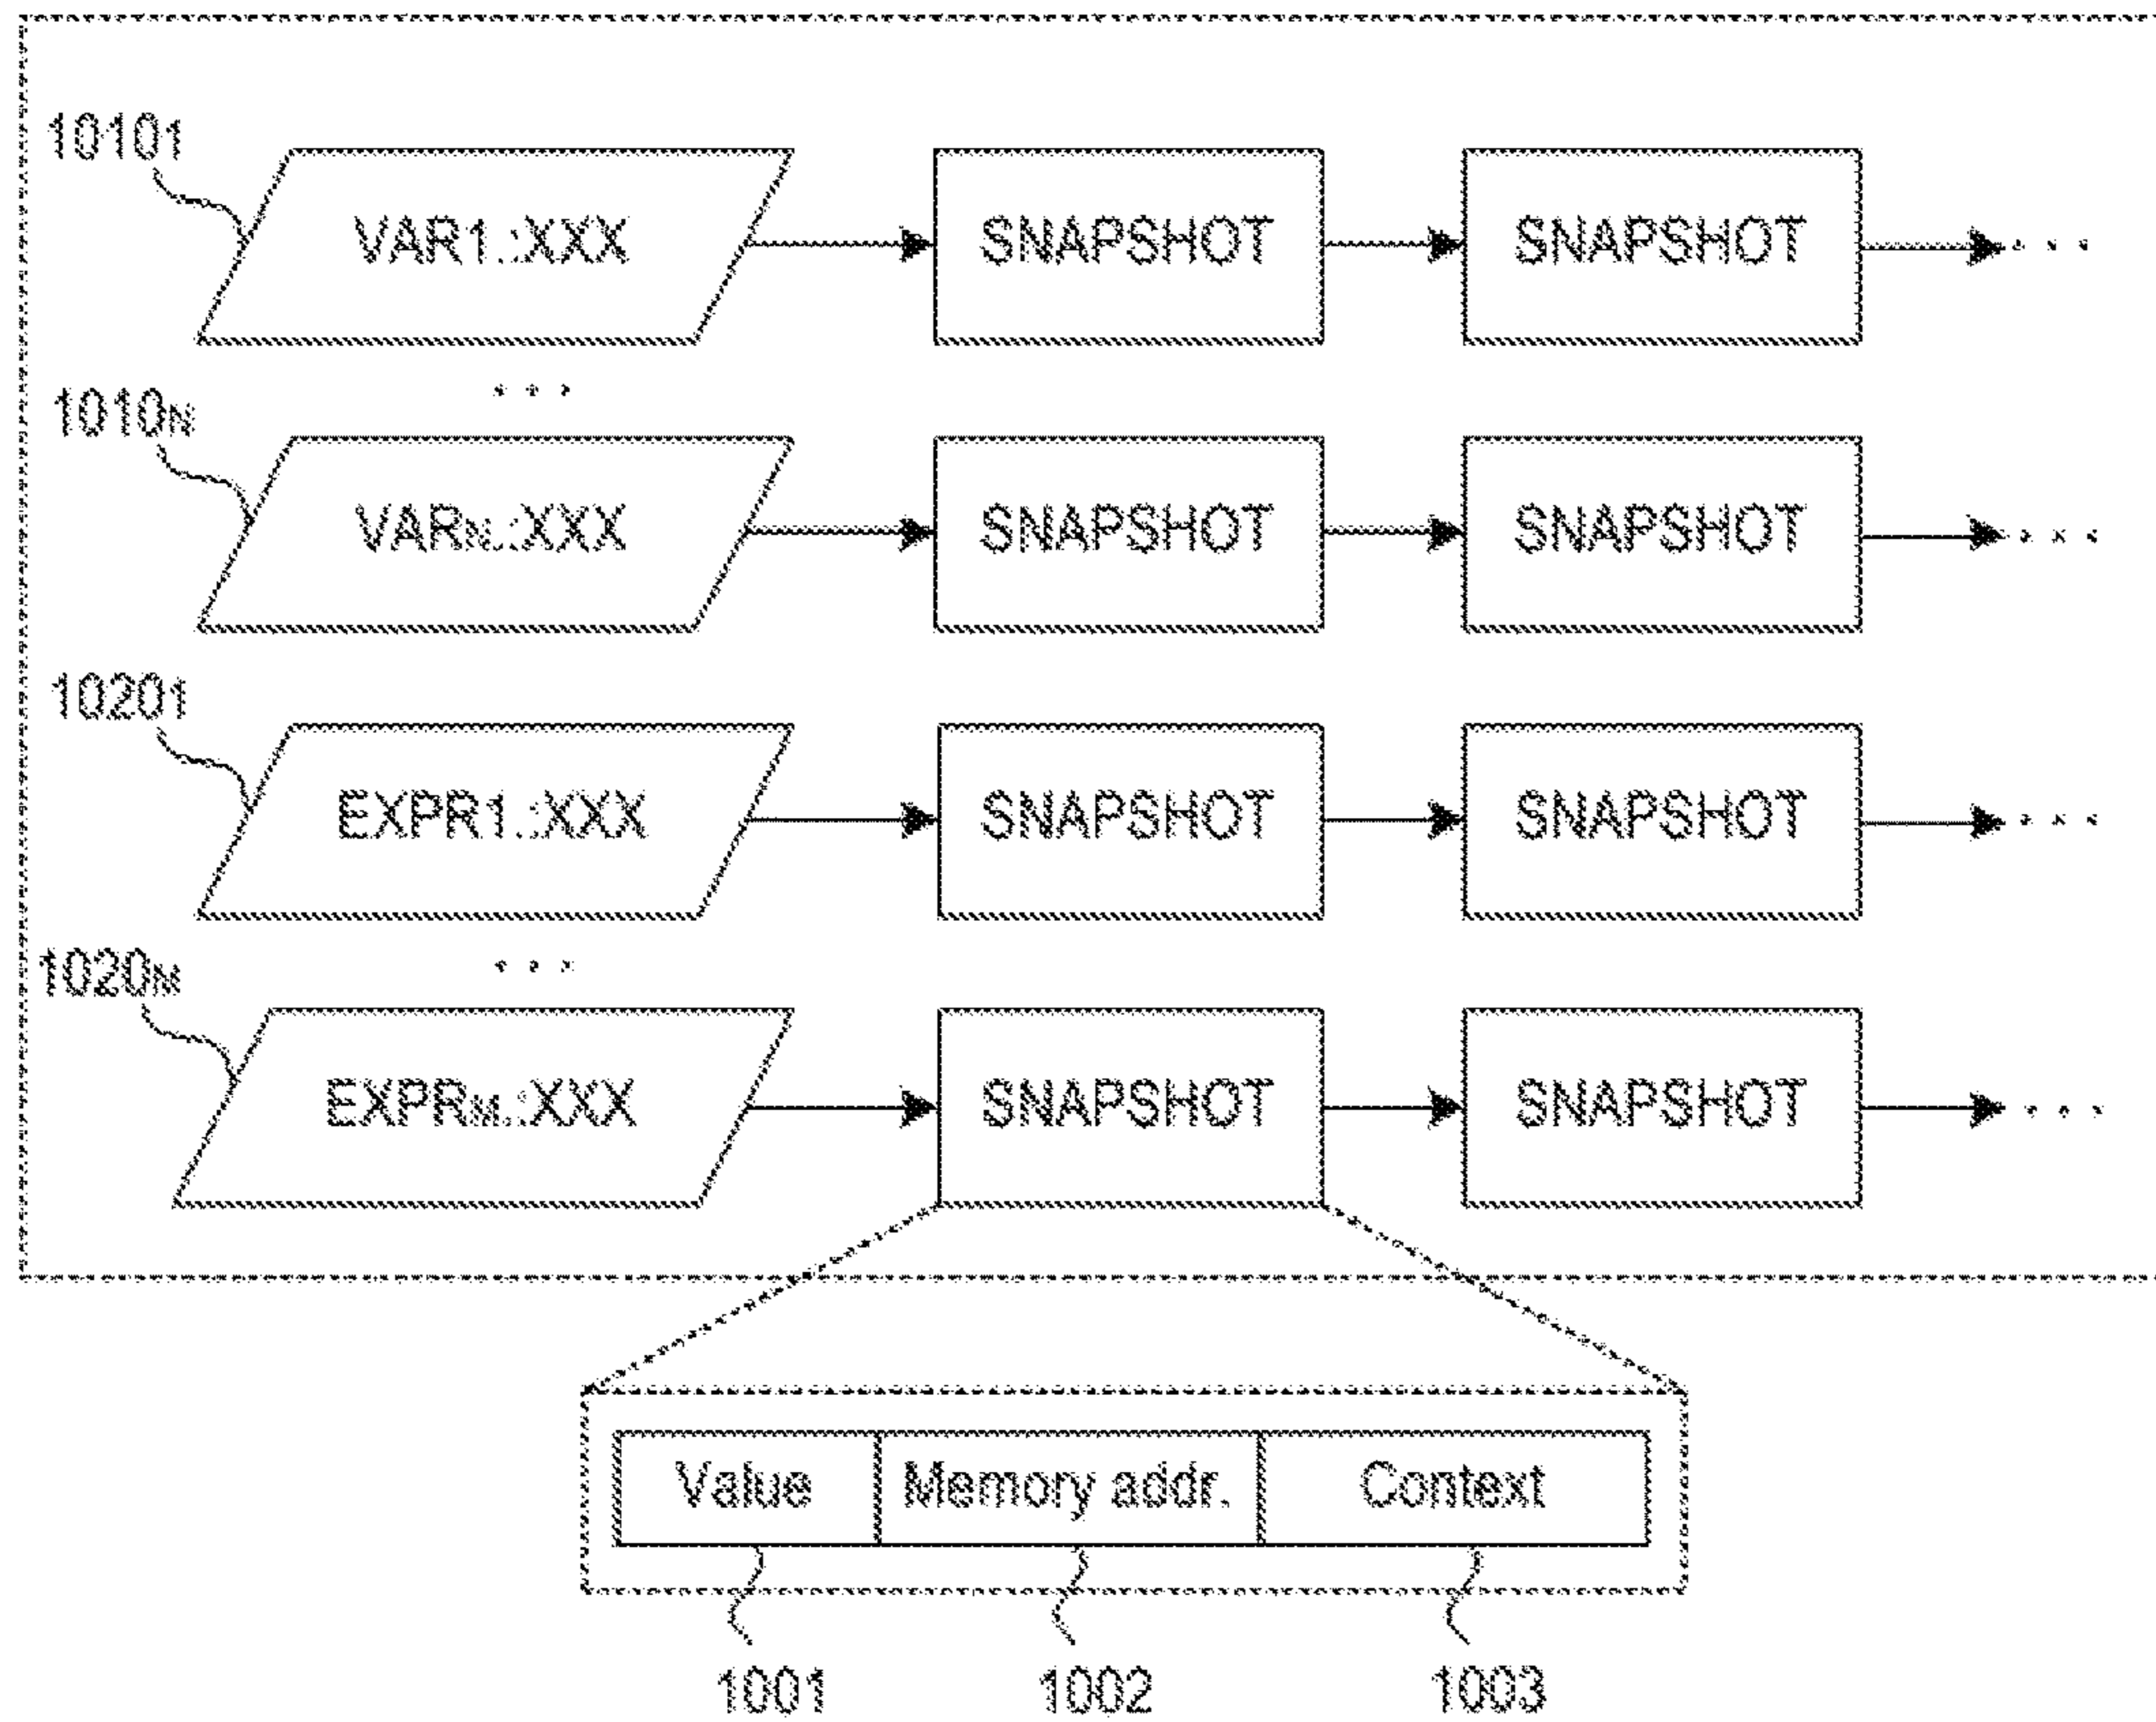 1010₁
VAR1.:XXX SNAPSHOT SNAPSHOT ...
...
1010N
VARN.:XXX SNAPSHOT SNAPSHOT ...
1020₁
EXPR1.:XXX SNAPSHOT SNAPSHOT ...
...
1020M
EXPRM.:XXX SNAPSHOT SNAPSHOT ...
Value Memory addr. Context
1001 1002 1003